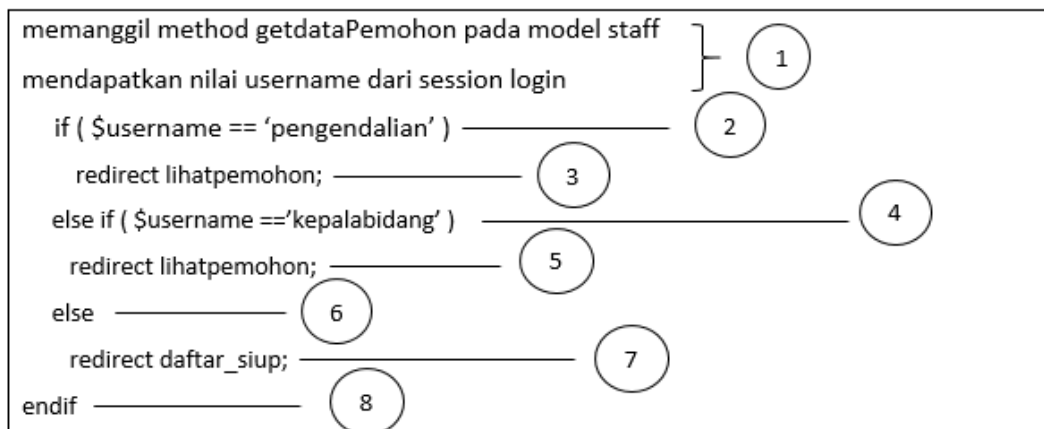 memanggil method getdataPemohon pada model staff
1
mendapatkan nilai username dari session login
if ( $username == ‘pengendalian’ ) 2
redirect lihatpemohon; 3
else if ( $username ==‘kepalabidang’ ) 4
redirect lihatpemohon; 5
else 6
redirect daftar_siup; 7
endif 8